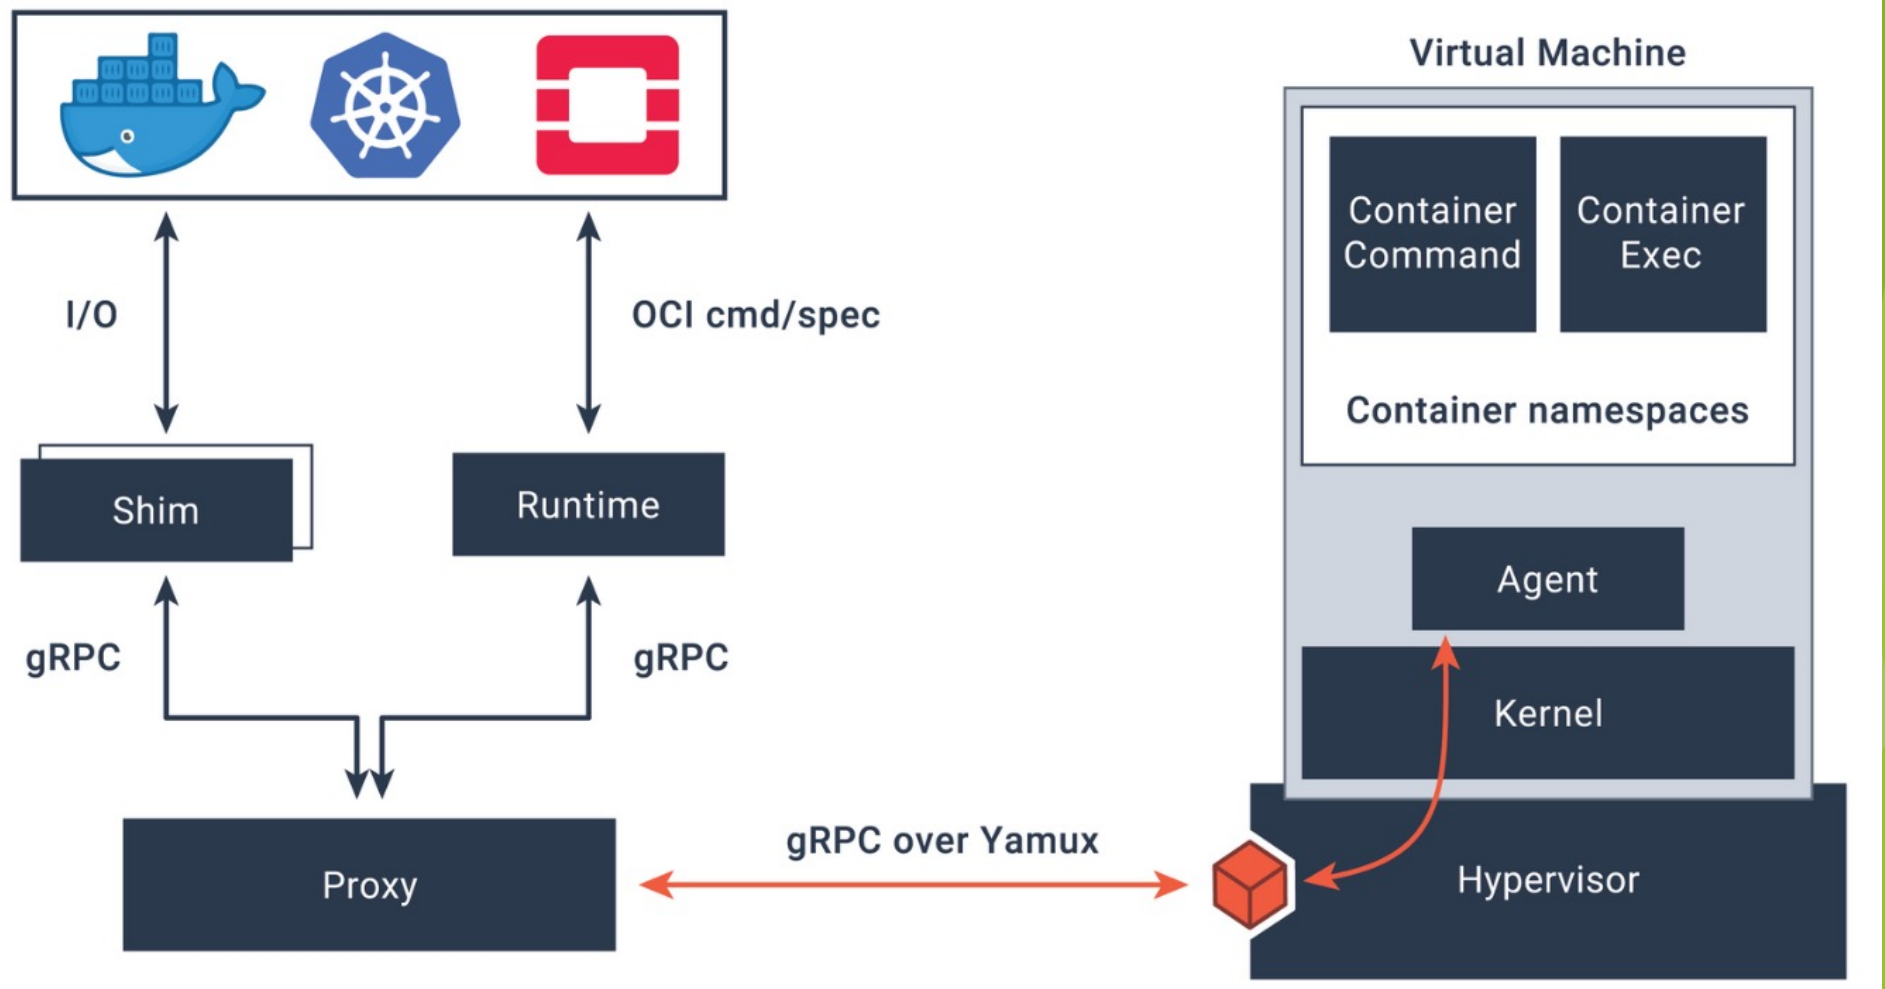 Virtual Machine
Container
Command
Container
Exec
Container namespaces
I/O
OCI cmd/spec
Shim
Runtime
Agent
gRPC
gRPC
Kernel
gRPC over Yamux
Proxy
Hypervisor